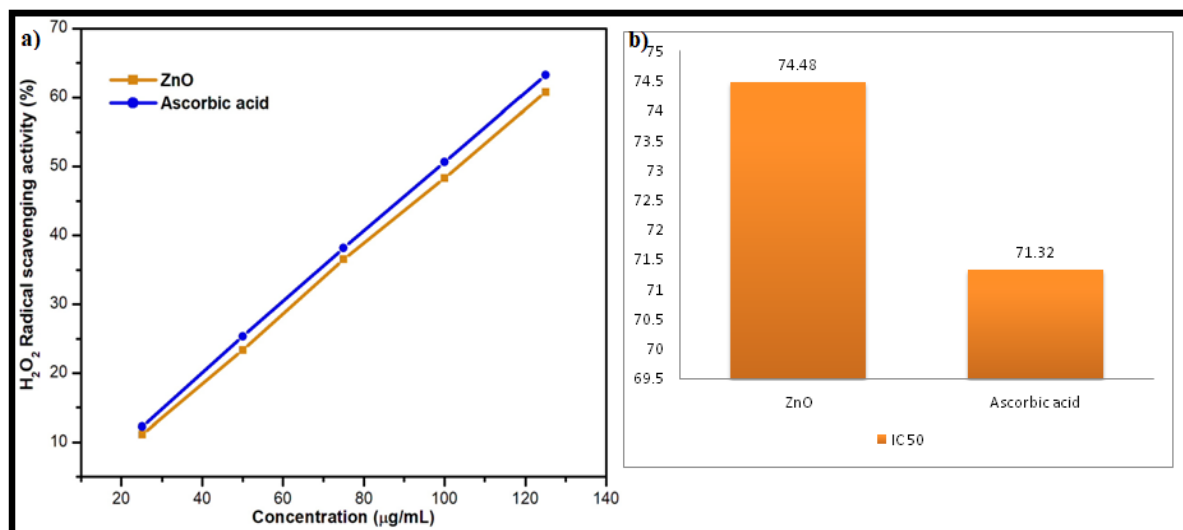 a)
ZnO
Ascorbic acid
H₂O₂ Radical scavenging activity (%)
70
60
50
40
30
20
10
20 40 60 80 100 120 140
Concentration (μg/mL)
b)
75
74.5
74
73.5
73
72.5
72
71.5
71
70.5
70
69.5
74.48
71.32
ZnO Ascorbic acid
IC50